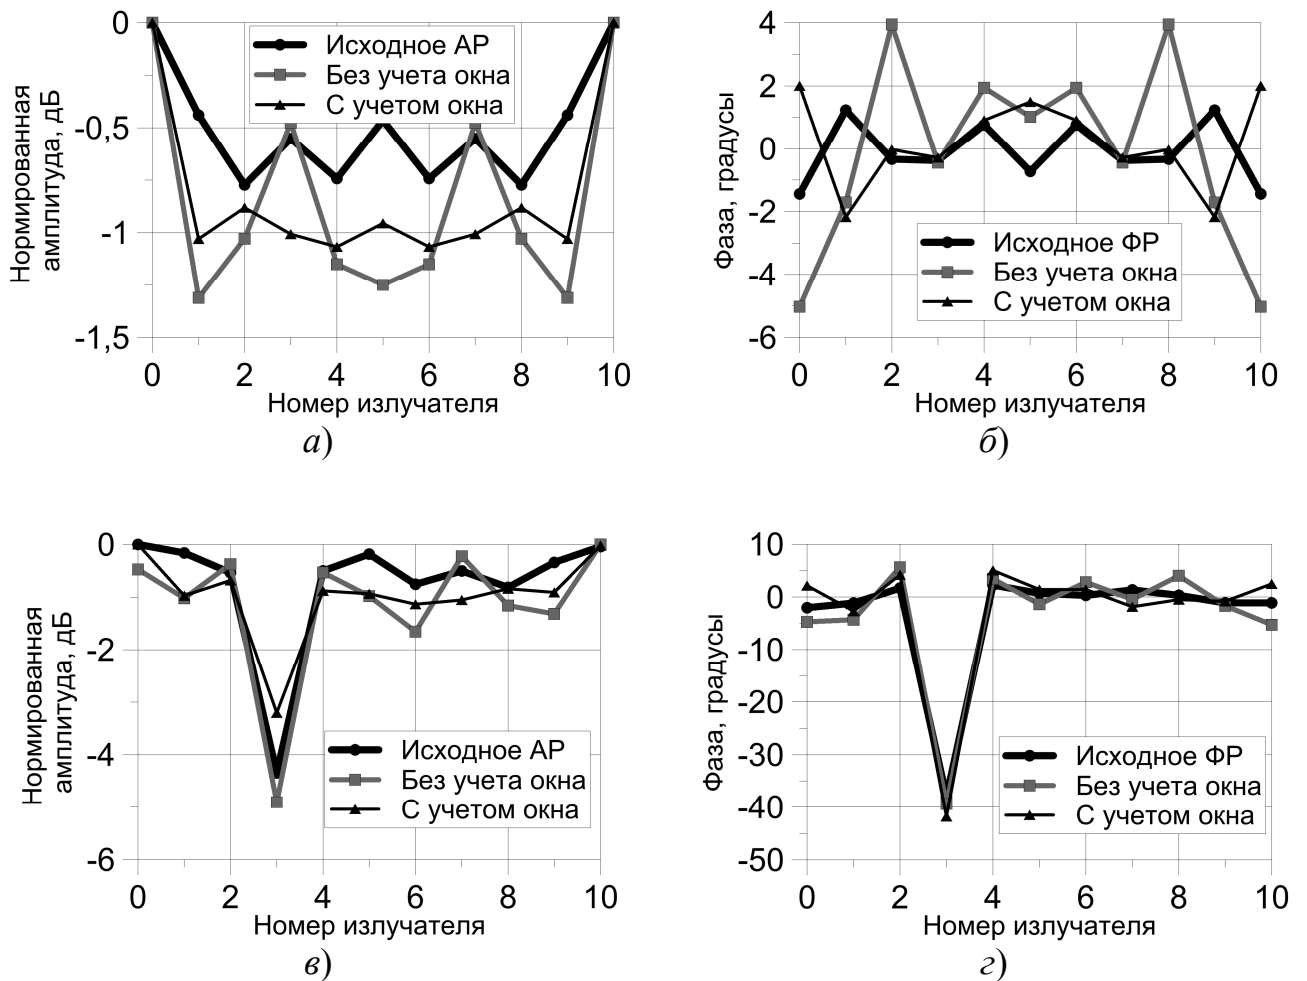 Нормированная
амплитуда, дБ
0
-0,5
-1
-1,5
Исходное АР
Без учета окна
С учетом окна
0 2 4 6 8 10
Номер излучателя
а)
Фаза, градусы
4
2
0
-2
-4
-6
Исходное ФР
Без учета окна
С учетом окна
0 2 4 6 8 10
Номер излучателя
б)
Нормированная
амплитуда, дБ
0
-2
-4
-6
Исходное АР
Без учета окна
С учетом окна
0 2 4 6 8 10
Номер излучателя
в)
Фаза, градусы
10
0
-10
-20
-30
-40
-50
Исходное ФР
Без учета окна
С учетом окна
0 2 4 6 8 10
Номер излучателя
г)